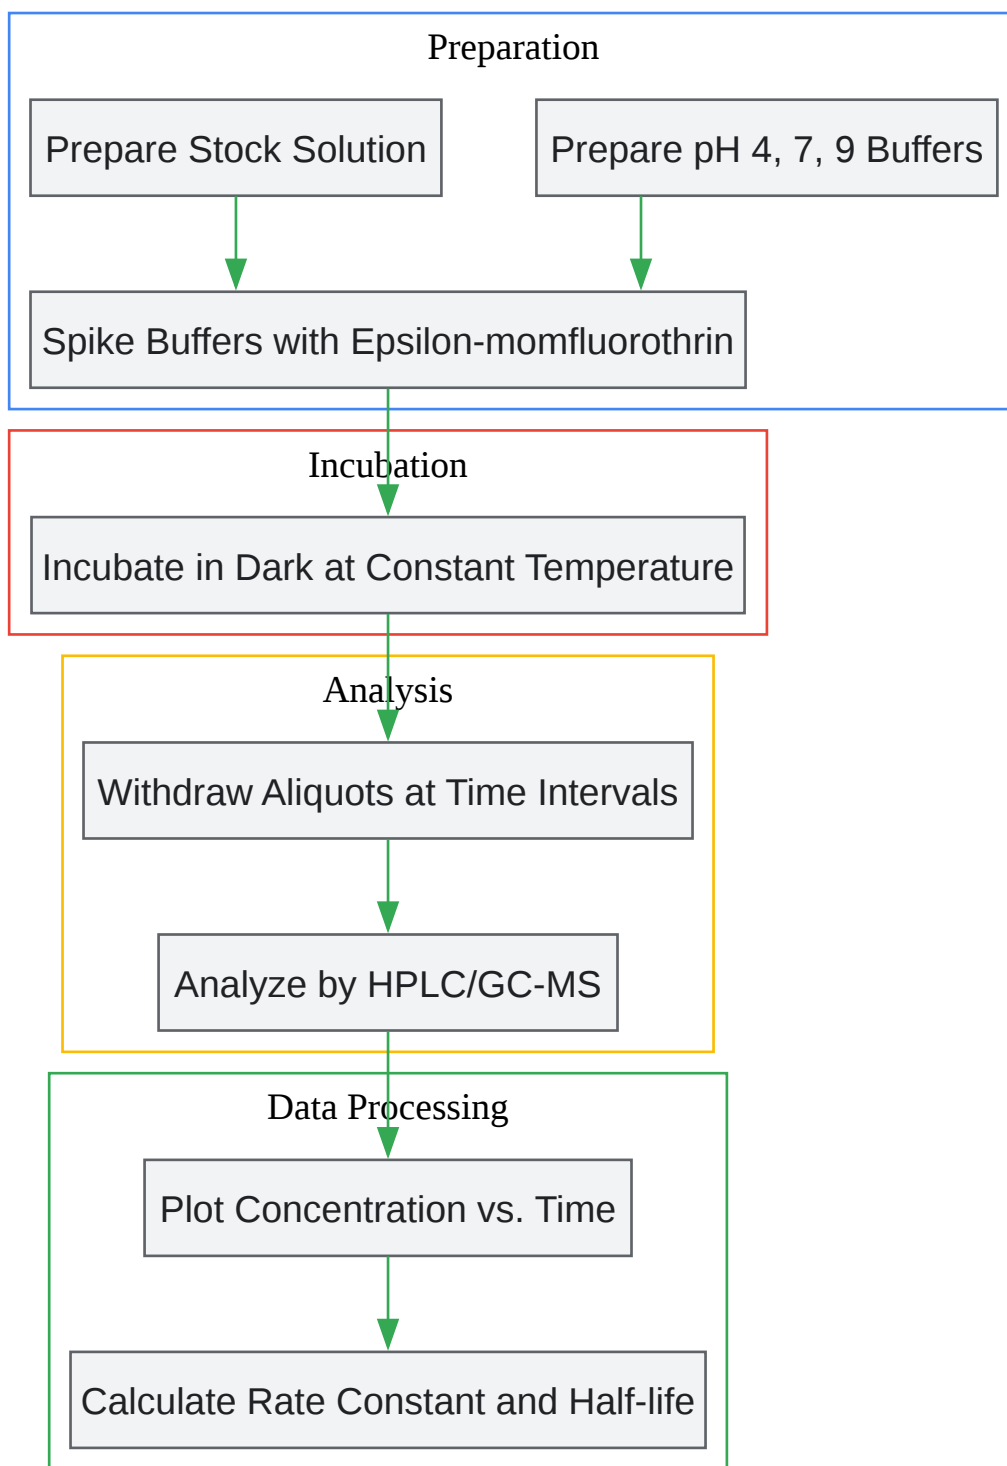 Preparation
Prepare Stock Solution
Prepare pH 4, 7, 9 Buffers
Spike Buffers with Epsilon-momfluorothrin
Incubation
Incubate in Dark at Constant Temperature
Analysis
Withdraw Aliquots at Time Intervals
Analyze by HPLC/GC-MS
Data Processing
Plot Concentration vs. Time
Calculate Rate Constant and Half-life